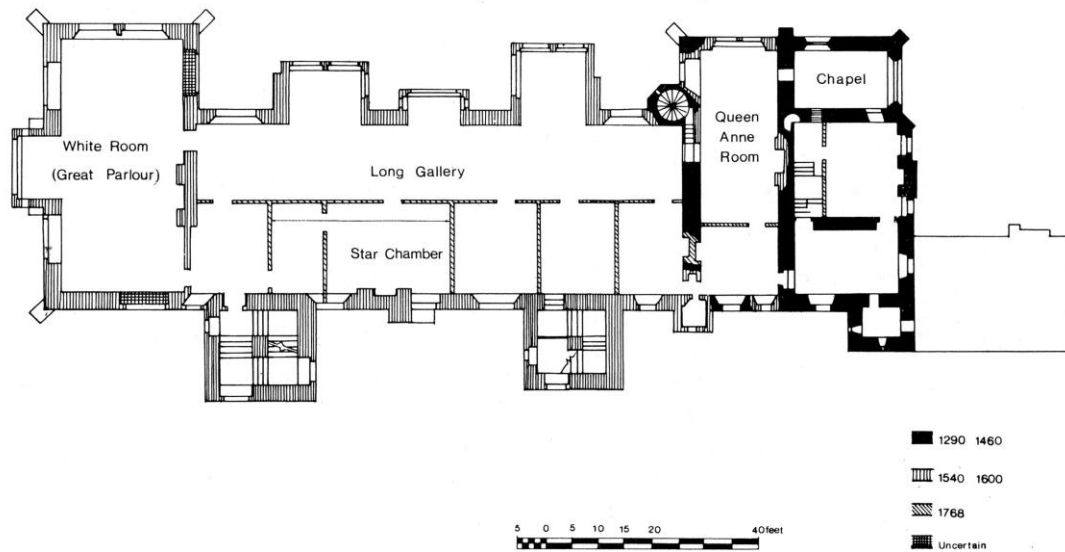 Chapel
Queen
Anne
Room
White Room
(Great Parlour)
Long Gallery
Star Chamber
1290 1460
1540 1600
1768
Uncertain
5 0 5 10 15 20 40feet